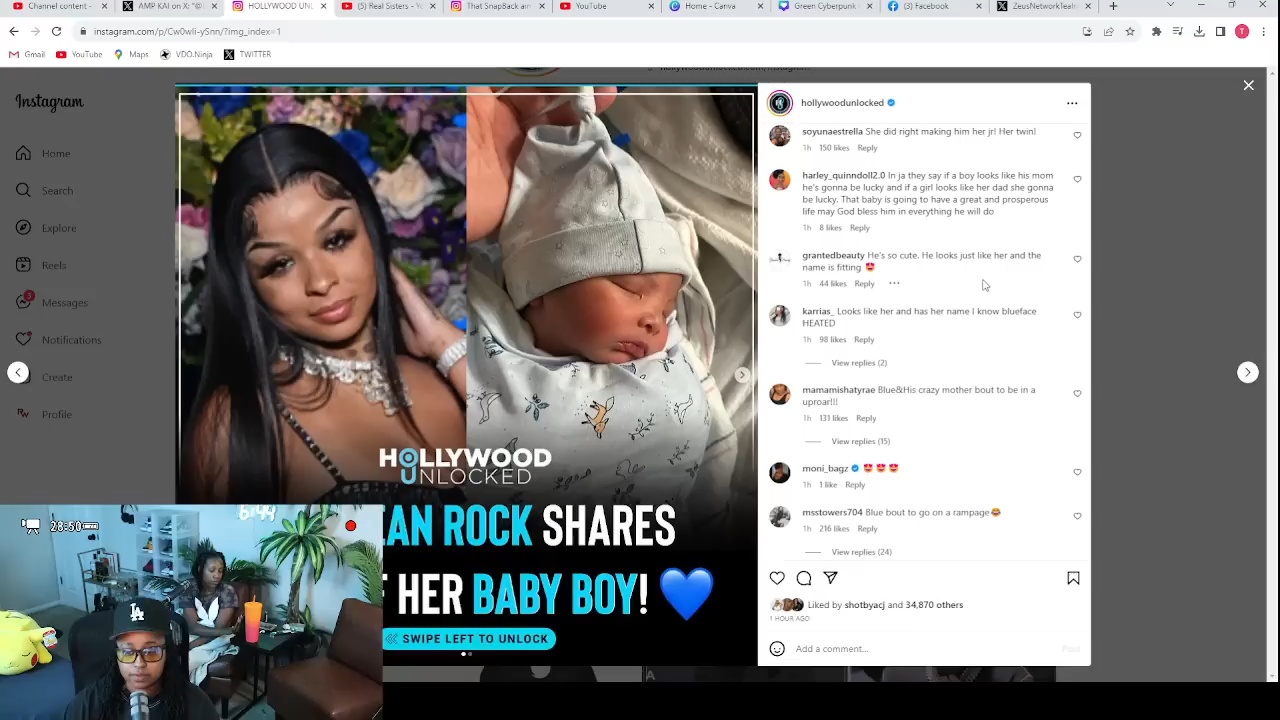 Content -
AMP KAI on X: "@
HOLLYWOOD UNL
(5) Real Sisters - Yo
That SnapBack an
YouTube
Home - Canva
Green Cyberpunk
(3) Facebook
ZeusNetworkTeaIn
instagram.com/p/Cw0wIi-ySnn/?img_index=1
T
Gmail
YouTube
Maps
VDO.Ninja
TWITTER
Instagram
Home
Search
Explore
Reels
3
Messages
Notifications
Create
Profile
HOLLYWOOD
UNLOCKED
EAN ROCK SHARES
F HER BABY BOY!
SWIPE LEFT TO UNLOCK
28:50
6:44
LA
hollywoodunlocked
soyunaestrella She did right making him her jr! Her twin!
1h 150 likes Reply
harley_quinndoll2.0 In ja they say if a boy looks like his mom
he's gonna be lucky and if a girl looks like her dad she gonna
be lucky. That baby is going to have a great and prosperous
life may God bless him in everything he will do
1h 8 likes Reply
grantedbeauty He's so cute. He looks just like her and the
name is fitting 😍
1h 44 likes Reply
karrias_ Looks like her and has her name I know blueface
HEATED
1h 98 likes Reply
View replies (2)
mamamishatyrae Blue&His crazy mother bout to be in a
uproar!!!
1h 131 likes Reply
View replies (15)
moni_bagz 😍😍😍
1h 1 like Reply
msstowers704 Blue bout to go on a rampage😂
1h 216 likes Reply
View replies (24)
Liked by shotbyacj and 34,870 others
1 HOUR AGO
Add a comment...
Post